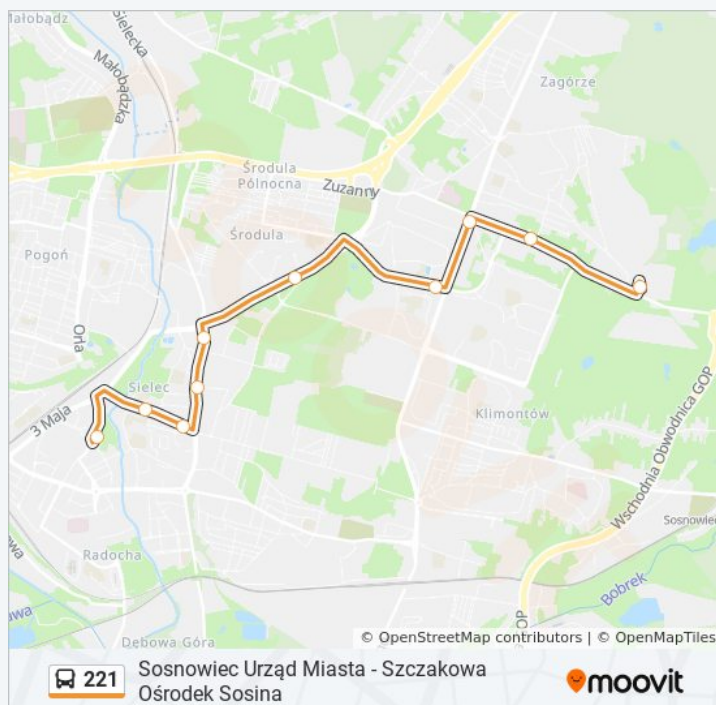 Małobądz
Sielecka
Małobądzka
Zagórze
Środula
Północna
Zuzanny
Środula
Pogoń
Orla
Sielec
3 Maja
Klimontów
Wschodnia Obwodnica GOP
Sosnowiec
Radocha
Bobrek
GOP
Dębowa Góra
© OpenStreetMap contributors | © OpenMapTiles
221
Sosnowiec Urząd Miasta - Szczakowa
Ośrodek Sosina
moovit